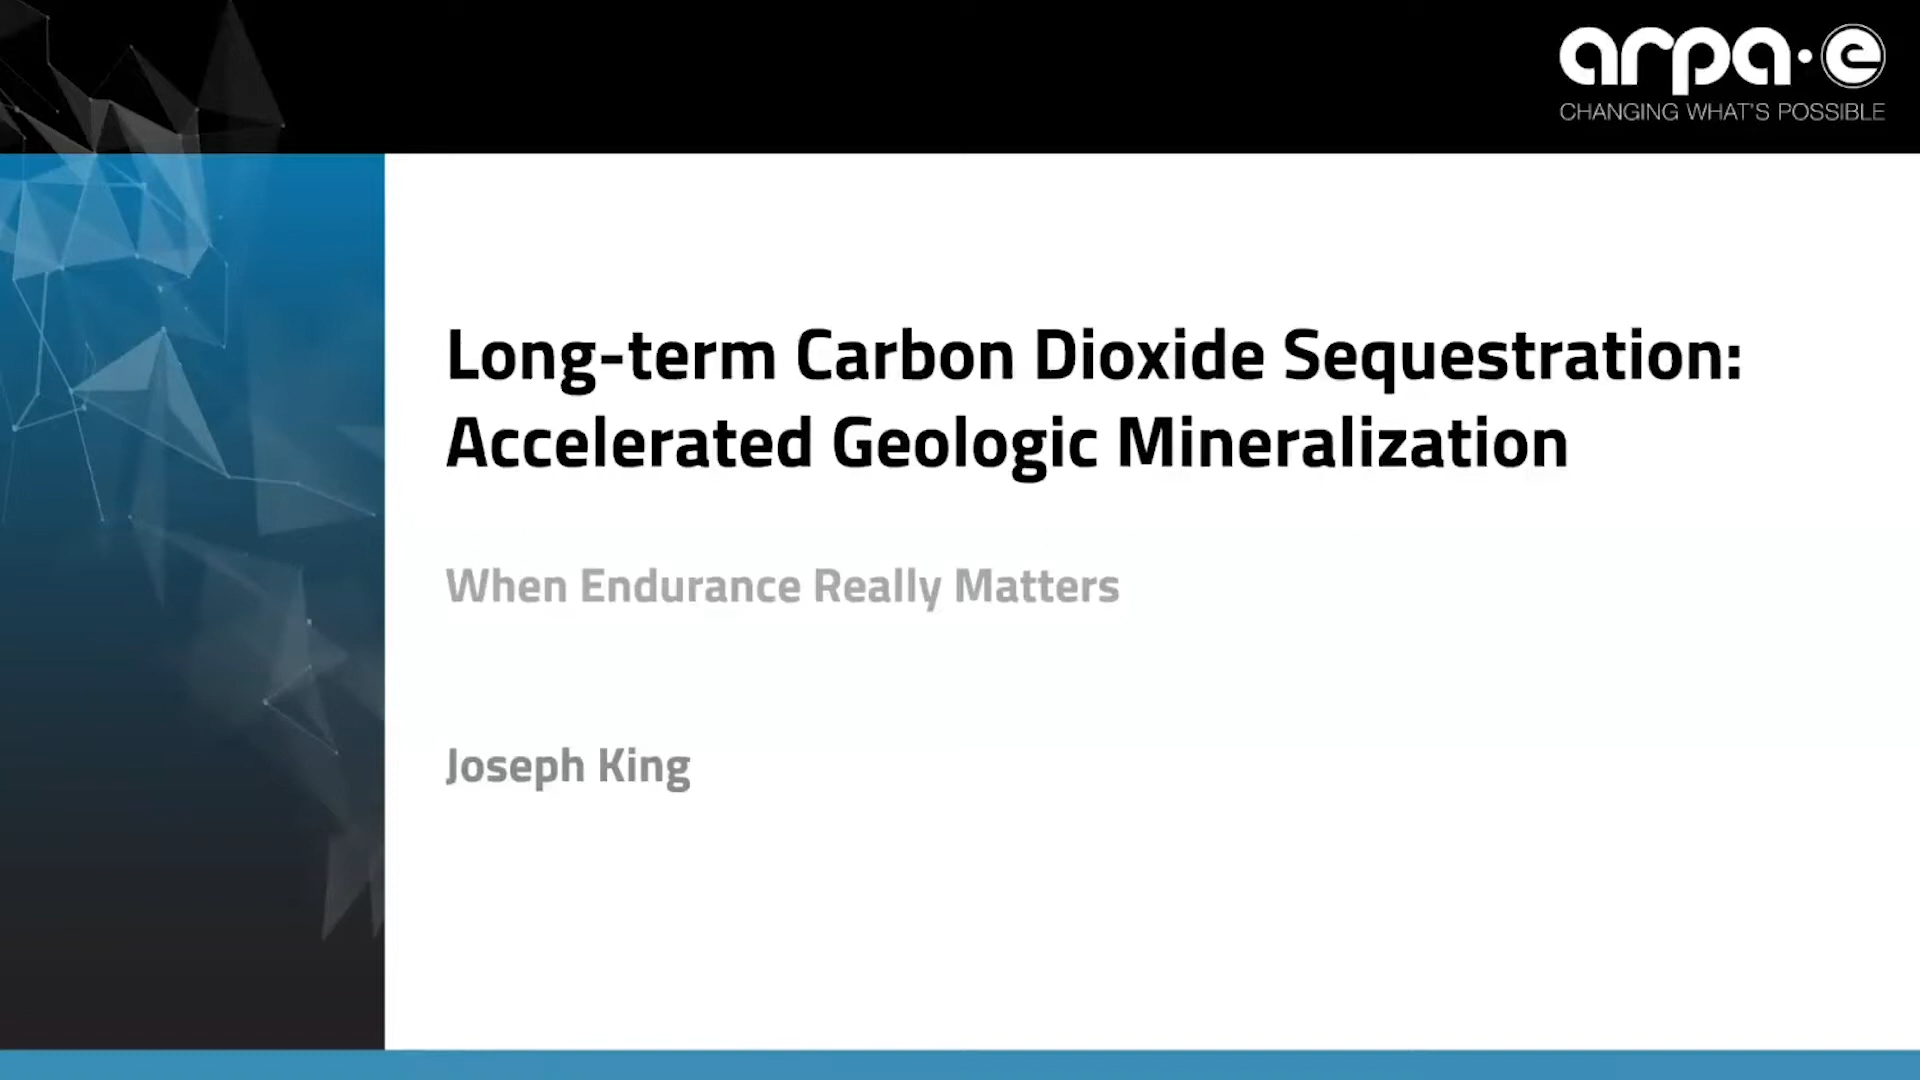 arpa·e
CHANGING WHAT'S POSSIBLE
Long-term Carbon Dioxide Sequestration:
Accelerated Geologic Mineralization
When Endurance Really Matters
Joseph King